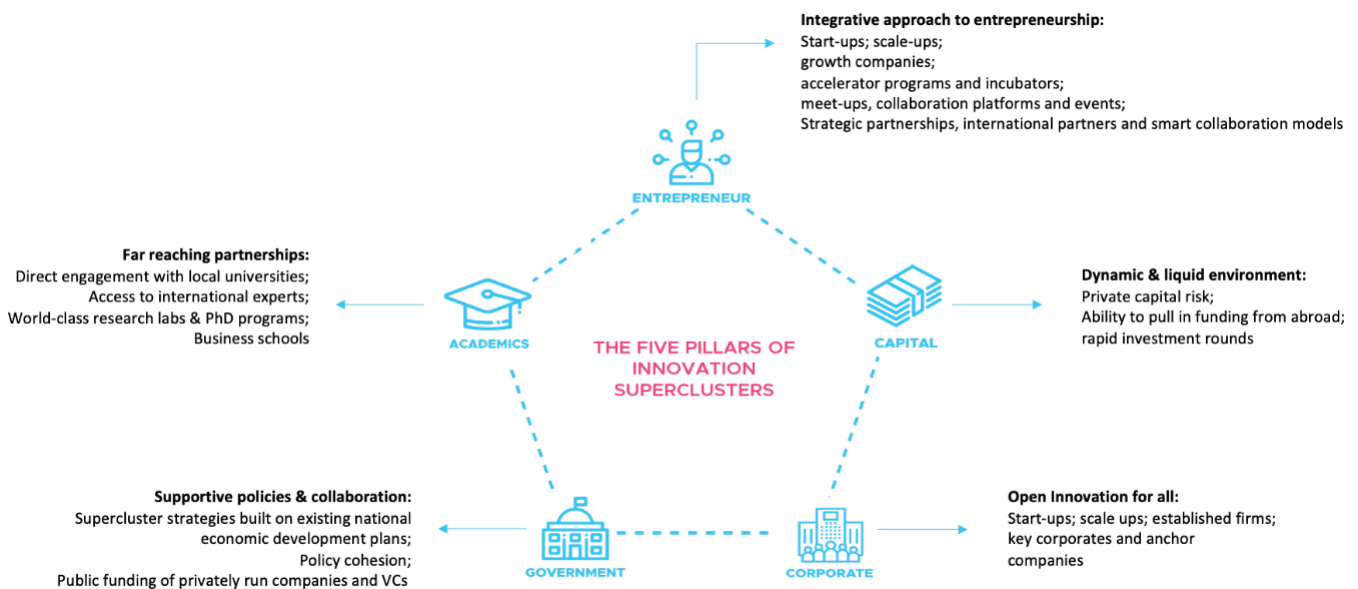 Integrative approach to entrepreneurship:
Start-ups; scale-ups;
growth companies;
accelerator programs and incubators;
meet-ups, collaboration platforms and events;
Strategic partnerships, international partners and smart collaboration models
ENTREPRENEUR
Far reaching partnerships:
Direct engagement with local universities;
Access to international experts;
World-class research labs & PhD programs;
Business schools
ACADEMICS
THE FIVE PILLARS OF
INNOVATION
SUPERCLUSTERS
CAPITAL
Dynamic & liquid environment:
Private capital risk;
Ability to pull in funding from abroad;
rapid investment rounds
Supportive policies & collaboration:
Supercluster strategies built on existing national
economic development plans;
Policy cohesion;
Public funding of privately run companies and VCs
GOVERNMENT
CORPORATE
Open Innovation for all:
Start-ups; scale ups; established firms;
key corporates and anchor
companies